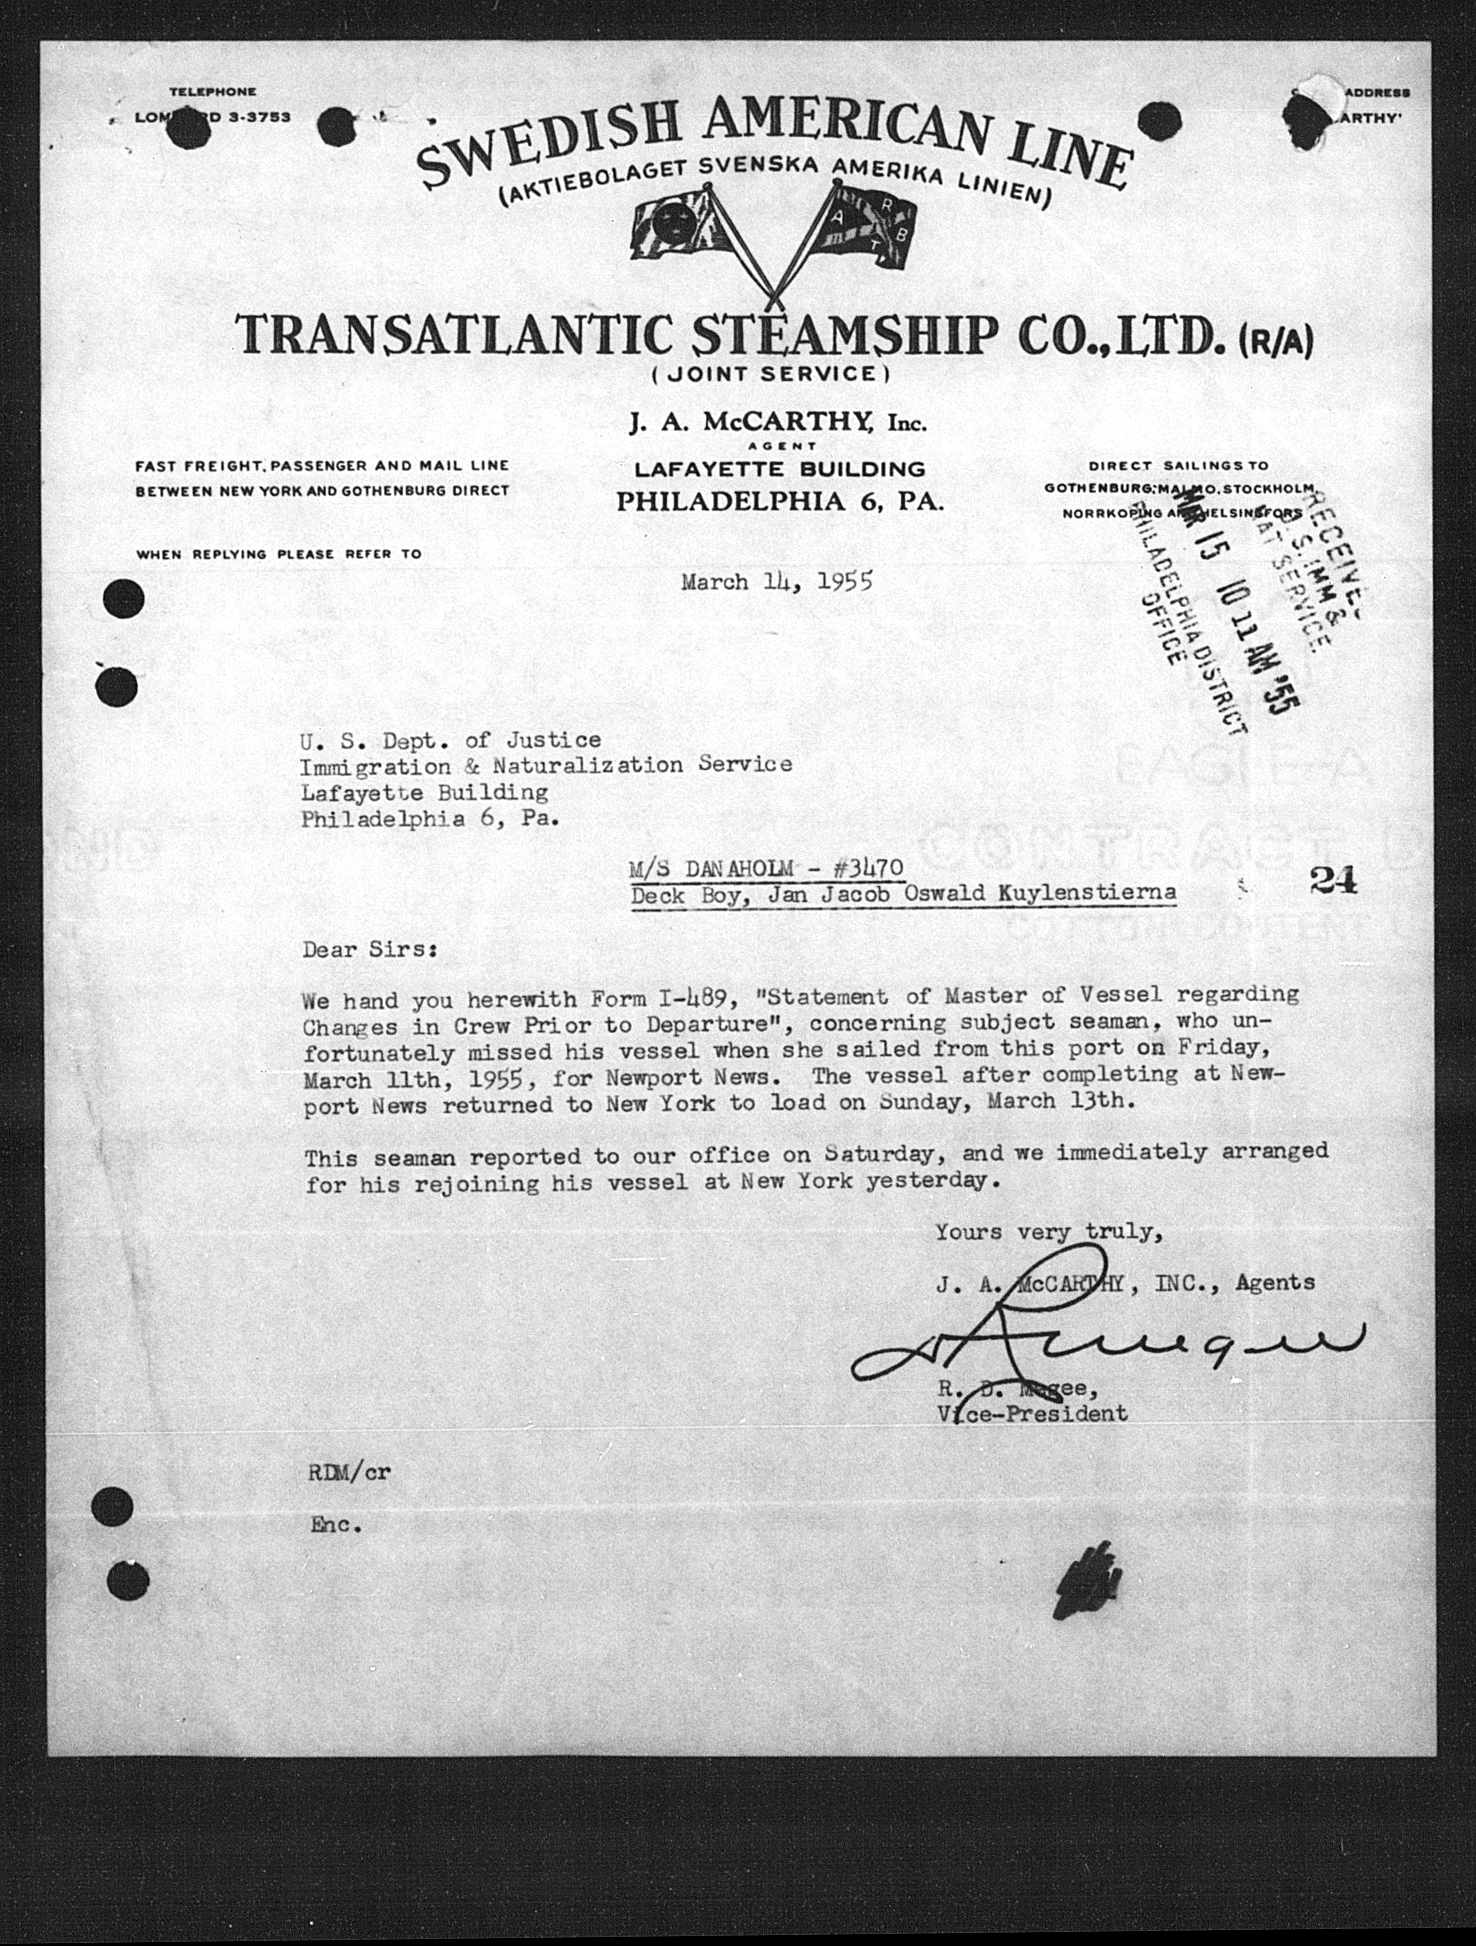 TELEPHONE
3-3753
ADDRESS
SWEDISH AMERICAN LINE
(AKTIEBOLAGET SVENSKA AMERIKA LINIEN)
A R B T
TRANSATLANTIC STEAMSHIP CO., LTD. (R/A)
(JOINT SERVICE)
J. A. McCARTHY, Inc.
AGENT
FAST FREIGHT, PASSENGER AND MAIL LINE
BETWEEN NEW YORK AND GOTHENBURG DIRECT
LAFAYETTE BUILDING
PHILADELPHIA 6, PA.
DIRECT SAILINGS TO
GOTHENBURG, MALMO, STOCKHOLM,
NORRKOPING AND HELSINGFORS
WHEN REPLYING PLEASE REFER TO
March 14, 1955
RECEIVED
U. S. IMM &
NAT SERVICE.
MAR 15 10 11 AM '55
PHILADELPHIA DISTRICT
OFFICE
U. S. Dept. of Justice
Immigration & Naturalization Service
Lafayette Building
Philadelphia 6, Pa.
M/S DANAHOLM - #3470
Deck Boy, Jan Jacob Oswald Kuylenstierna
24
Dear Sirs:
We hand you herewith Form I-489, "Statement of Master of Vessel regarding
Changes in Crew Prior to Departure", concerning subject seaman, who un-
fortunately missed his vessel when she sailed from this port on Friday,
March 11th, 1955, for Newport News. The vessel after completing at New-
port News returned to New York to load on Sunday, March 13th.
This seaman reported to our office on Saturday, and we immediately arranged
for his rejoining his vessel at New York yesterday.
Yours very truly,
J. A. McCARTHY, INC., Agents
R. D. Magee,
Vice-President
RDM/cr
Enc.